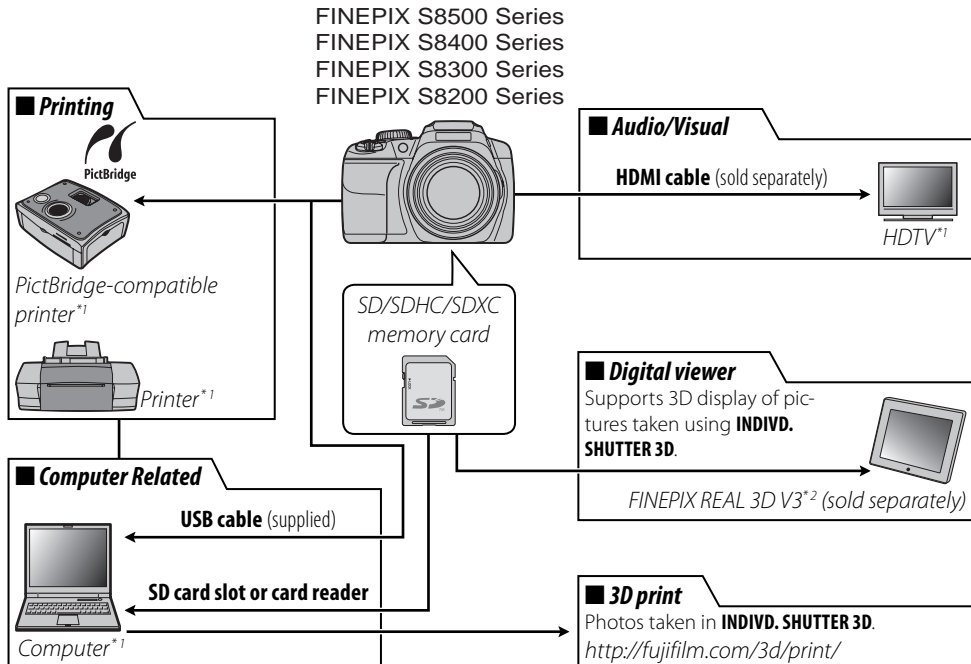 FINEPIX S8500 Series
FINEPIX S8400 Series
FINEPIX S8300 Series
FINEPIX S8200 Series
■ Printing
PictBridge
PictBridge-compatible
printer*1
Printer*1
■ Audio/Visual
HDMI cable (sold separately)
HDTV*1
SD/SDHC/SDXC
memory card
SD
■ Digital viewer
Supports 3D display of pic-
tures taken using INDIVD.
SHUTTER 3D.
FINEPIX REAL 3D V3*2 (sold separately)
■ Computer Related
USB cable (supplied)
SD card slot or card reader
Computer*1
■ 3D print
Photos taken in INDIVD. SHUTTER 3D.
http://fujifilm.com/3d/print/